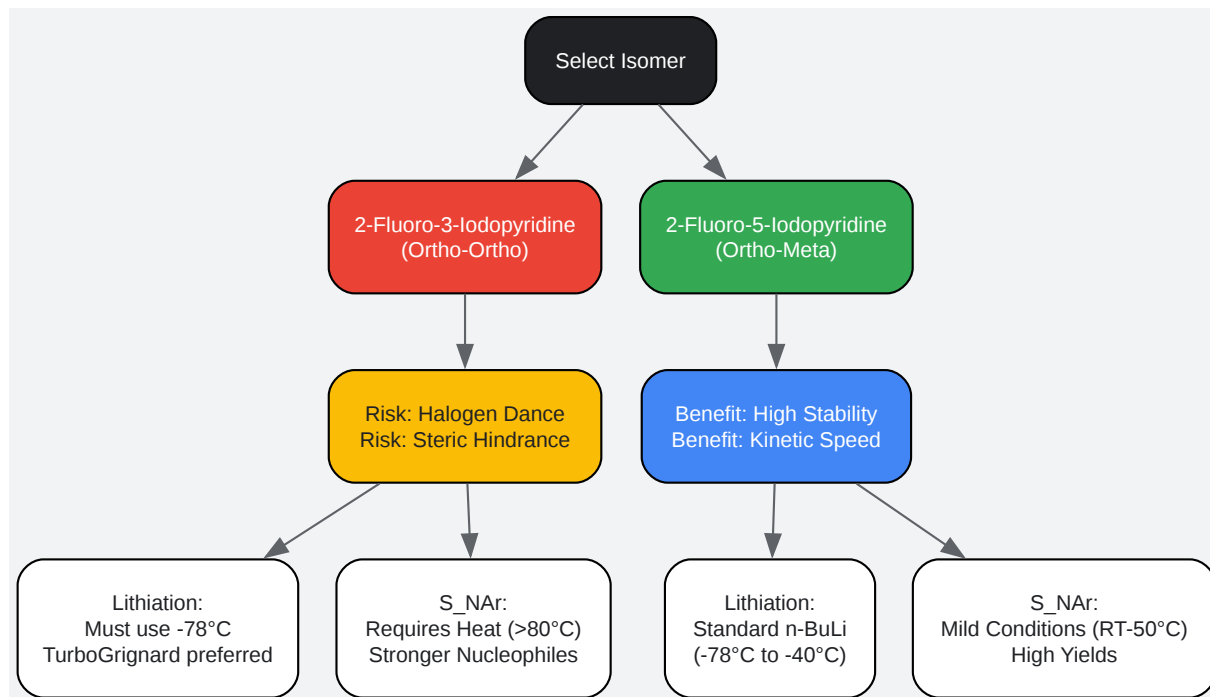 Select Isomer
2-Fluoro-3-Iodopyridine
(Ortho-Ortho)
2-Fluoro-5-Iodopyridine
(Ortho-Meta)
Risk: Halogen Dance
Risk: Steric Hindrance
Benefit: High Stability
Benefit: Kinetic Speed
Lithiation:
Must use -78°C
TurboGrignard preferred
S_NAr:
Requires Heat (>80°C)
Stronger Nucleophiles
Lithiation:
Standard n-BuLi
(-78°C to -40°C)
S_NAr:
Mild Conditions (RT-50°C)
High Yields